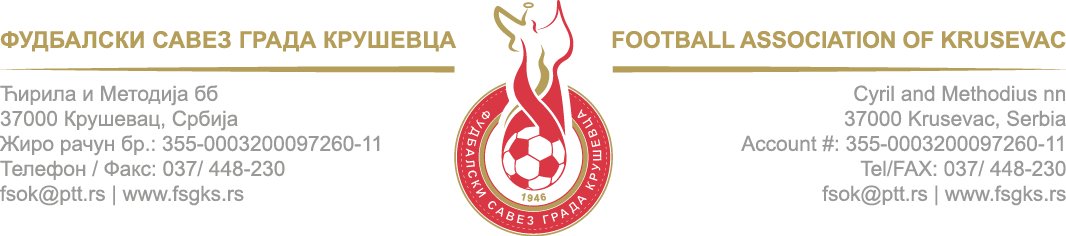 ФУДБАЛСКИ САВЕЗ ГРАДА КРУШЕВЦА
Ћирила и Методија бб
37000 Крушевац, Србија
Жиро рачун бр.: 355-0003200097260-11
Телефон / Факс: 037/ 448-230
fsok@ptt.rs | www.fsgks.rs
ФУДБАЛСКИ САВЕЗ ГРАДА КРУШЕВЦА
1946
FOOTBALL ASSOCIATION OF KRUSEVAC
Cyril and Methodius nn
37000 Krusevac, Serbia
Account #: 355-0003200097260-11
Tel/FAX: 037/ 448-230
fsok@ptt.rs | www.fsgks.rs